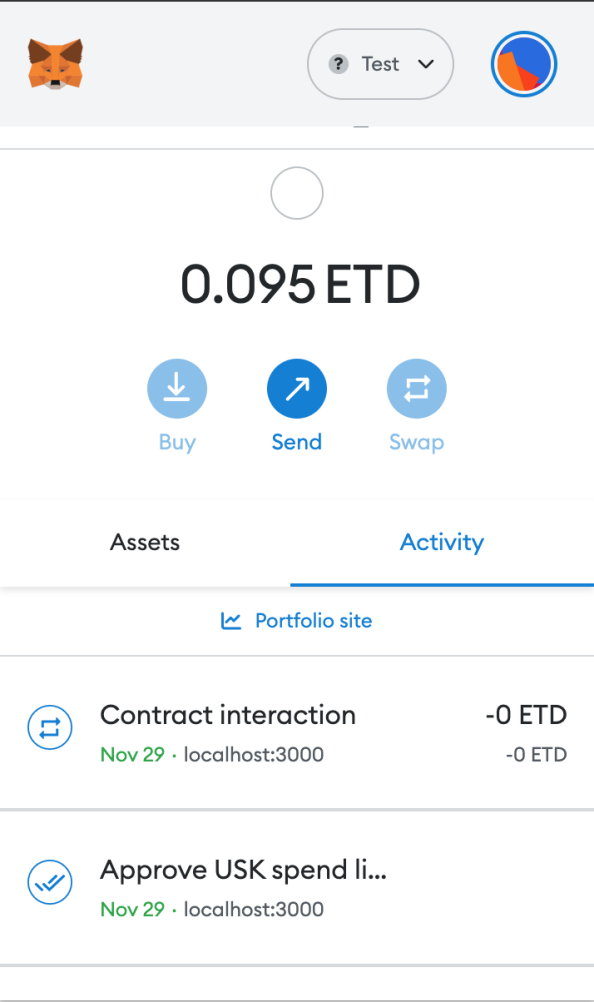 ? Test
0.095 ETD
Buy Send Swap
Assets Activity
Portfolio site
Contract interaction -0 ETD
Nov 29 · localhost:3000 -0 ETD
Approve USK spend li...
Nov 29 · localhost:3000